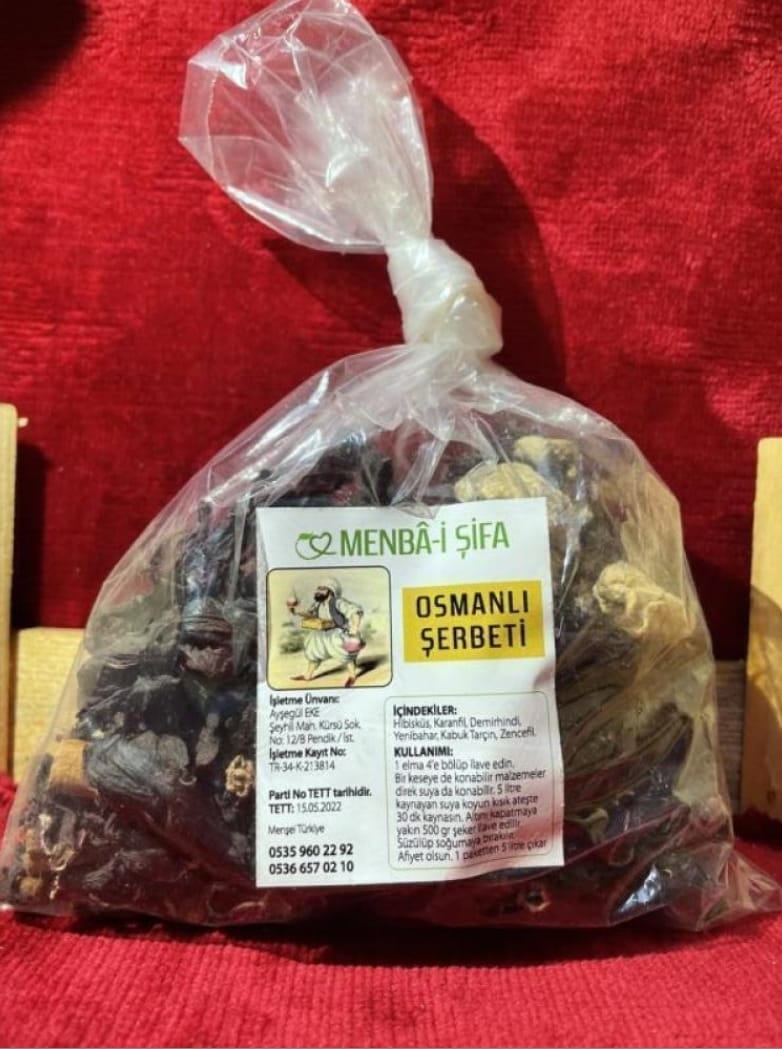 MENBÂ-İ ŞİFA
OSMANLI
ŞERBETİ
İşletme Ünvanı:
Ayşegül EKE
Şeyhli Mah. Kürsü Sok.
No: 12/B Pendik / İst.
İşletme Kayıt No:
TR-34-K-213814
Parti No TETT tarihidir.
TETT: 15.05.2022
Menşei Türkiye
0535 960 22 92
0536 657 02 10
İÇİNDEKİLER:
Hibisküs, Karanfil, Demirhindi,
Yenibahar, Kabuk Tarçın, Zencefil.
KULLANIMI:
1 elma 4'e bölüp ilave edin.
Bir keseye de konabilir malzemeler
direk suya da konabilir. 5 litre
kaynayan suya koyun kısık ateşte
30 dk kaynasın. Altını kapatmaya
yakın 500 gr şeker ilave edilir.
Süzülüp soğumaya bırakılır.
Afiyet olsun. 1 paketten 5 litre çıkar